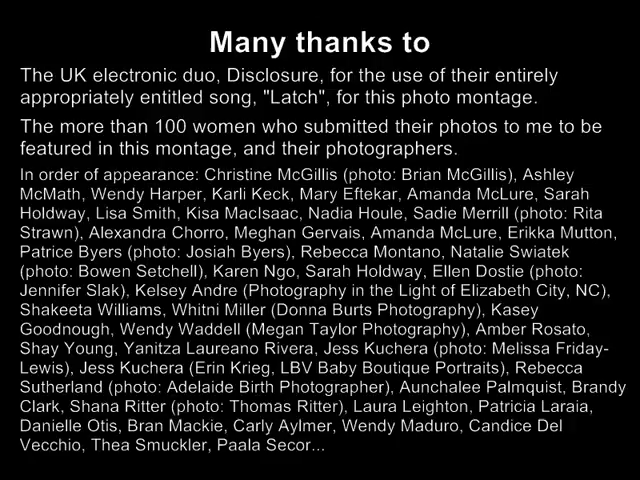 Many thanks to
The UK electronic duo, Disclosure, for the use of their entirely
appropriately entitled song, "Latch", for this photo montage.
The more than 100 women who submitted their photos to me to be
featured in this montage, and their photographers.
In order of appearance: Christine McGillis (photo: Brian McGillis), Ashley
McMath, Wendy Harper, Karli Keck, Mary Eftekar, Amanda McLure, Sarah
Holdway, Lisa Smith, Kisa MacIsaac, Nadia Houle, Sadie Merrill (photo: Rita
Strawn), Alexandra Chorro, Meghan Gervais, Amanda McLure, Erikka Mutton,
Patrice Byers (photo: Josiah Byers), Rebecca Montano, Natalie Swiatek
(photo: Bowen Setchell), Karen Ngo, Sarah Holdway, Ellen Dostie (photo:
Jennifer Slak), Kelsey Andre (Photography in the Light of Elizabeth City, NC),
Shakeeta Williams, Whitni Miller (Donna Burts Photography), Kasey
Goodnough, Wendy Waddell (Megan Taylor Photography), Amber Rosato,
Shay Young, Yanitza Laureano Rivera, Jess Kuchera (photo: Melissa Friday-
Lewis), Jess Kuchera (Erin Krieg, LBV Baby Boutique Portraits), Rebecca
Sutherland (photo: Adelaide Birth Photographer), Aunchalee Palmquist, Brandy
Clark, Shana Ritter (photo: Thomas Ritter), Laura Leighton, Patricia Laraia,
Danielle Otis, Bran Mackie, Carly Aylmer, Wendy Maduro, Candice Del
Vecchio, Thea Smuckler, Paala Secor...